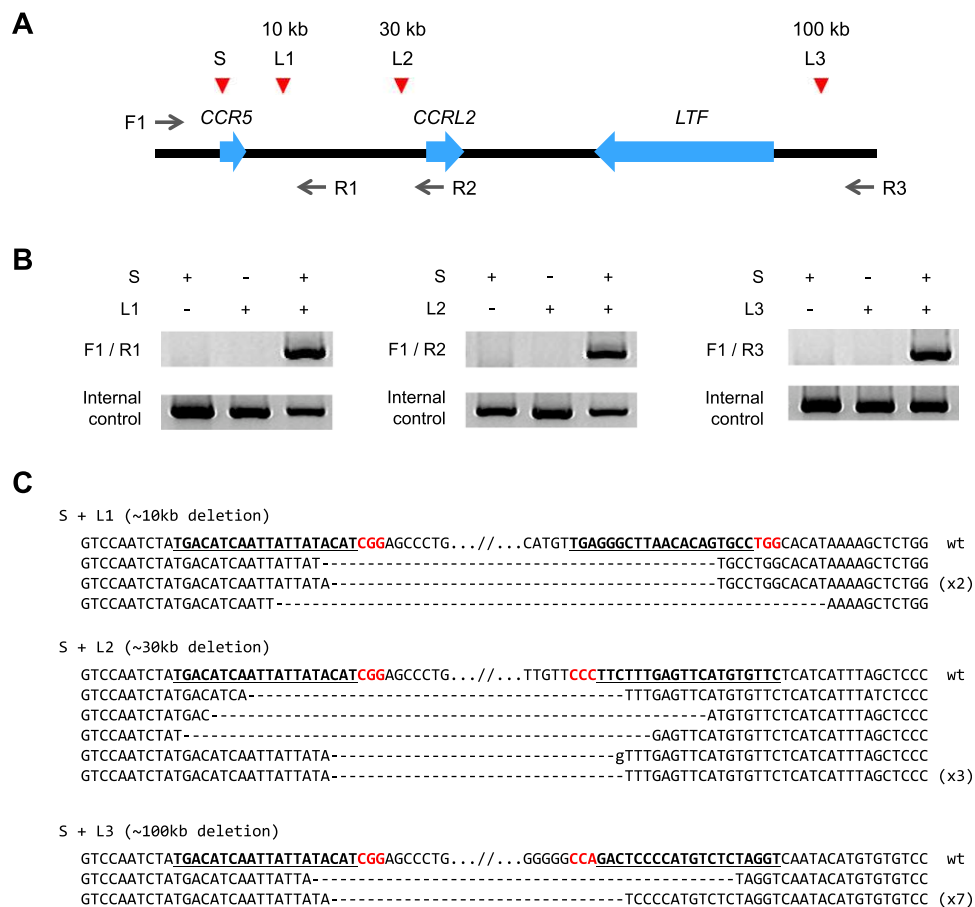 A
10 kb 30 kb 100 kb
S L1 L2 L3
CCR5 CCRL2 LTF
F1
R1 R2 R3
B
S + - + S + - + S + - +
L1 - + + L2 - + + L3 - + +
F1 / R1 F1 / R2 F1 / R3
Internal control Internal control Internal control
C
S + L1 (~10kb deletion)
GTCCAATCTATGACATCAATTATTATACATCGGAGCCCTG...//...CATGTTGAGGGCTTAACACAGTGCCTGGCACATAAAAGCTCTGG wt
GTCCAATCTATGACATCAATTATTAT--------------------------------------------TGCCTGGCACATAAAAGCTCTGG
GTCCAATCTATGACATCAATTATTATA-------------------------------------------TGCCTGGCACATAAAAGCTCTGG (x2)
GTCCAATCTATGACATCAATT-------------------------------------------------------------AAAAGCTCTGG
S + L2 (~30kb deletion)
GTCCAATCTATGACATCAATTATTATACATCGGAGCCCTG...//...TTGTTCCCTTCTTTGAGTTCATGTGTTCTCATCATTTAGCTCCC wt
GTCCAATCTATGACATCA------------------------------------------TTTGAGTTCATGTGTTCTCATCATTTATCTCCC
GTCCAATCTATGAC-------------------------------------------------------ATGTGTTCTCATCATTTAGCTCCC
GTCCAATCTAT----------------------------------------------------GAGTTCATGTGTTCTCATCATTTAGCTCCC
GTCCAATCTATGACATCAATTATTATA--------------------------------gTTTGAGTTCATGTGTTCTCATCATTTAGCTCCC
GTCCAATCTATGACATCAATTATTATA---------------------------------TTTGAGTTCATGTGTTCTCATCATTTAGCTCCC (x3)
S + L3 (~100kb deletion)
GTCCAATCTATGACATCAATTATTATACATCGGAGCCCTG...//...GGGGGCCAGACTCCCCATGTCTCTAGGTCAATACATGTGTGTCC wt
GTCCAATCTATGACATCAATTATTA-----------------------------------------------TAGGTCAATACATGTGTGTCC
GTCCAATCTATGACATCAATTATTATA---------------------------------TCCCCATGTCTCTAGGTCAATACATGTGTGTCC (x7)